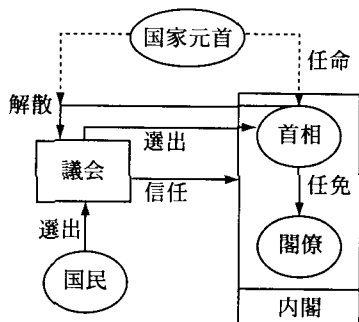 国家元首
任命
解散
選出
首相
議会
信任
任免
選出
閣僚
国民
内閣